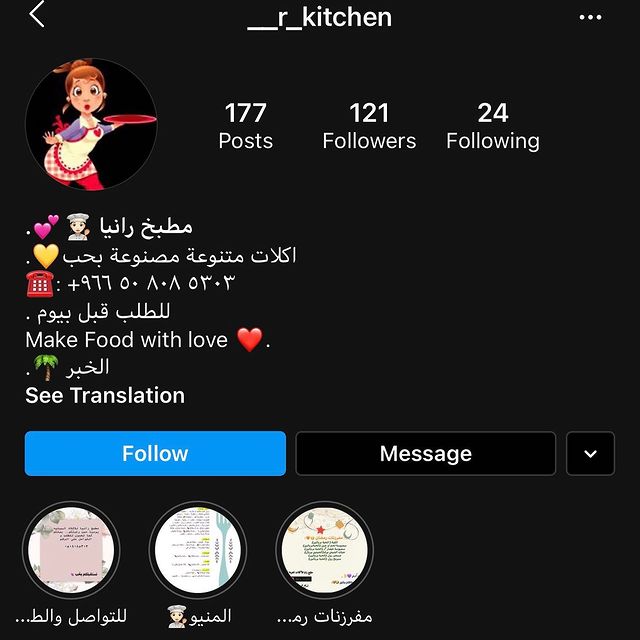 __r_kitchen
177
Posts
121
Followers
24
Following
مطبخ رانيا 👩🏻‍🍳 💕.
اكلات متنوعة مصنوعة بحب💛.
☎️: +٩٦٦ ٥٠ ٨٠٨ ٥٣٠٣
للطلب قبل بيوم .
Make Food with love ❤️.
الخبر 🌴.
See Translation
Follow
Message
للتواصل والط...
المنيو👩🏻‍🍳
مفرزنات رم...